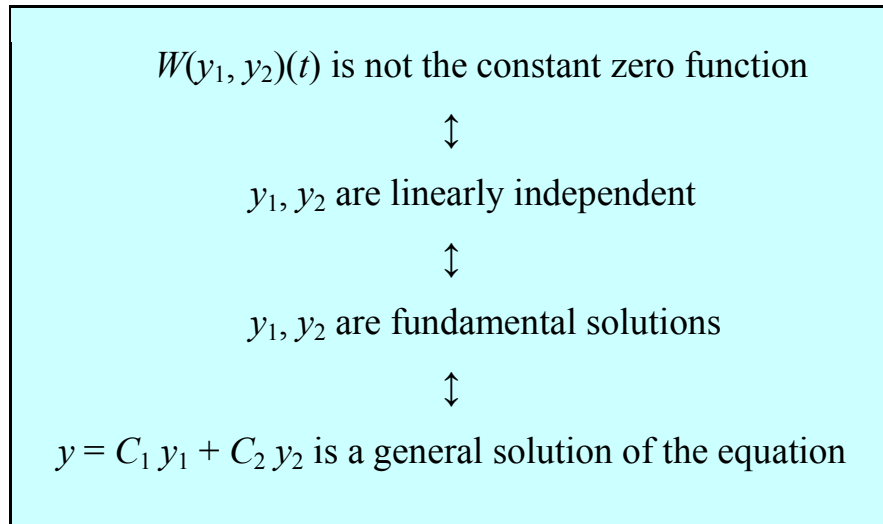 W(y₁, y₂)(t) is not the constant zero function
↕
y₁, y₂ are linearly independent
↕
y₁, y₂ are fundamental solutions
↕
y = C₁ y₁ + C₂ y₂ is a general solution of the equation